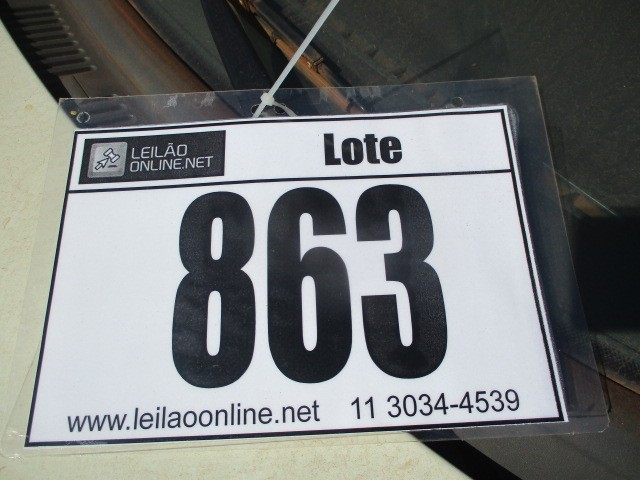 LEILÃO
ONLINE.NET
Lote
863
www.leilaoonline.net 11 3034-4539